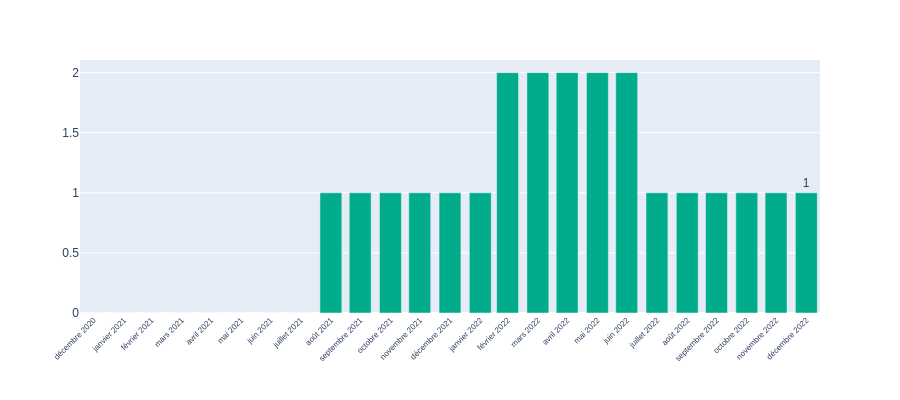 2
1.5
1
0.5
0
1
décembre 2020
janvier 2021
février 2021
mars 2021
avril 2021
mai 2021
juin 2021
juillet 2021
août 2021
septembre 2021
octobre 2021
novembre 2021
décembre 2021
janvier 2022
février 2022
mars 2022
avril 2022
mai 2022
juin 2022
juillet 2022
août 2022
septembre 2022
octobre 2022
novembre 2022
décembre 2022